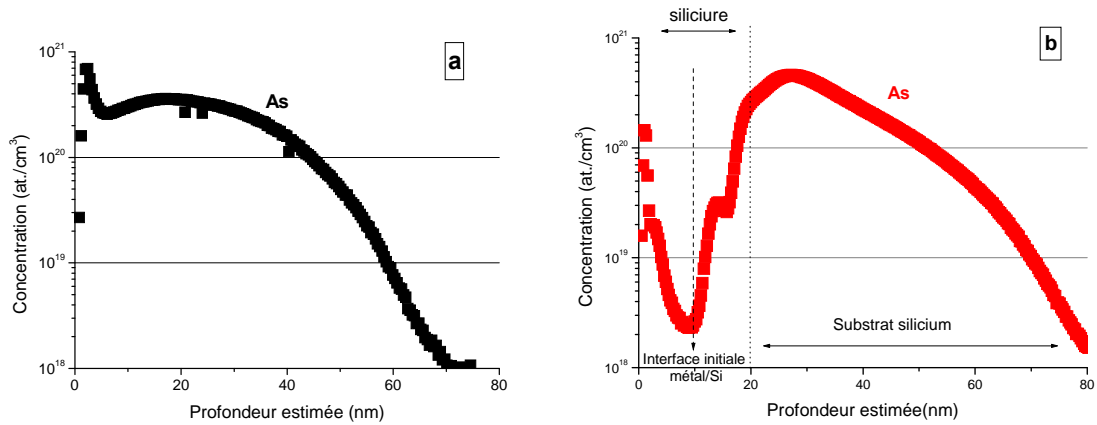 a
As
10²¹
10²⁰
10¹⁹
10¹⁸
Concentration (at./cm³)
0
20
40
60
80
Profondeur estimée (nm)
siliciure
b
As
10²¹
10²⁰
10¹⁹
10¹⁸
Concentration (at./cm³)
Substrat silicium
Interface initiale
métal/Si
0
20
40
60
80
Profondeur estimée(nm)